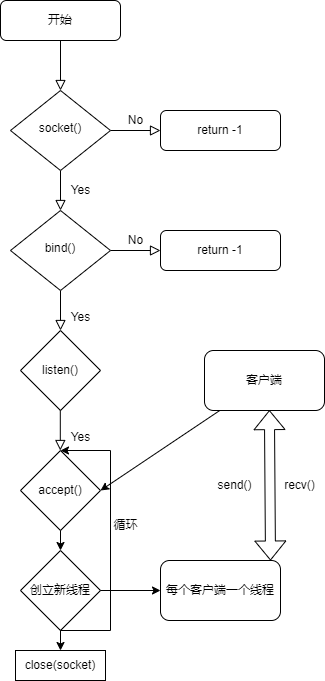 开始
socket()
No
return -1
Yes
bind()
No
return -1
Yes
listen()
客户端
Yes
accept()
send()
recv()
循环
创立新线程
每个客户端一个线程
close(socket)